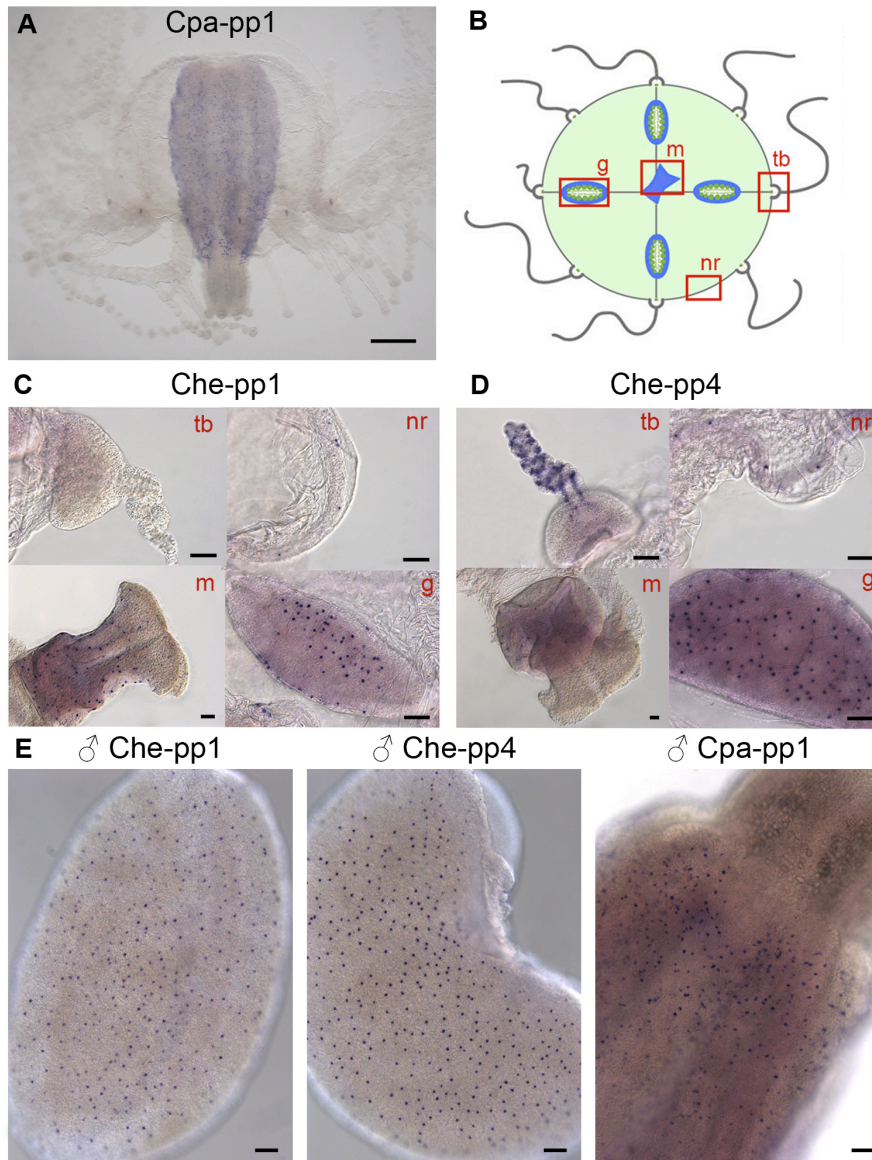 A
Cpa-pp1
B
m
g
tb
nr
C
Che-pp1
D
Che-pp4
tb
nr
m
g
tb
nr
m
g
E
♂ Che-pp1
♂ Che-pp4
♂ Cpa-pp1